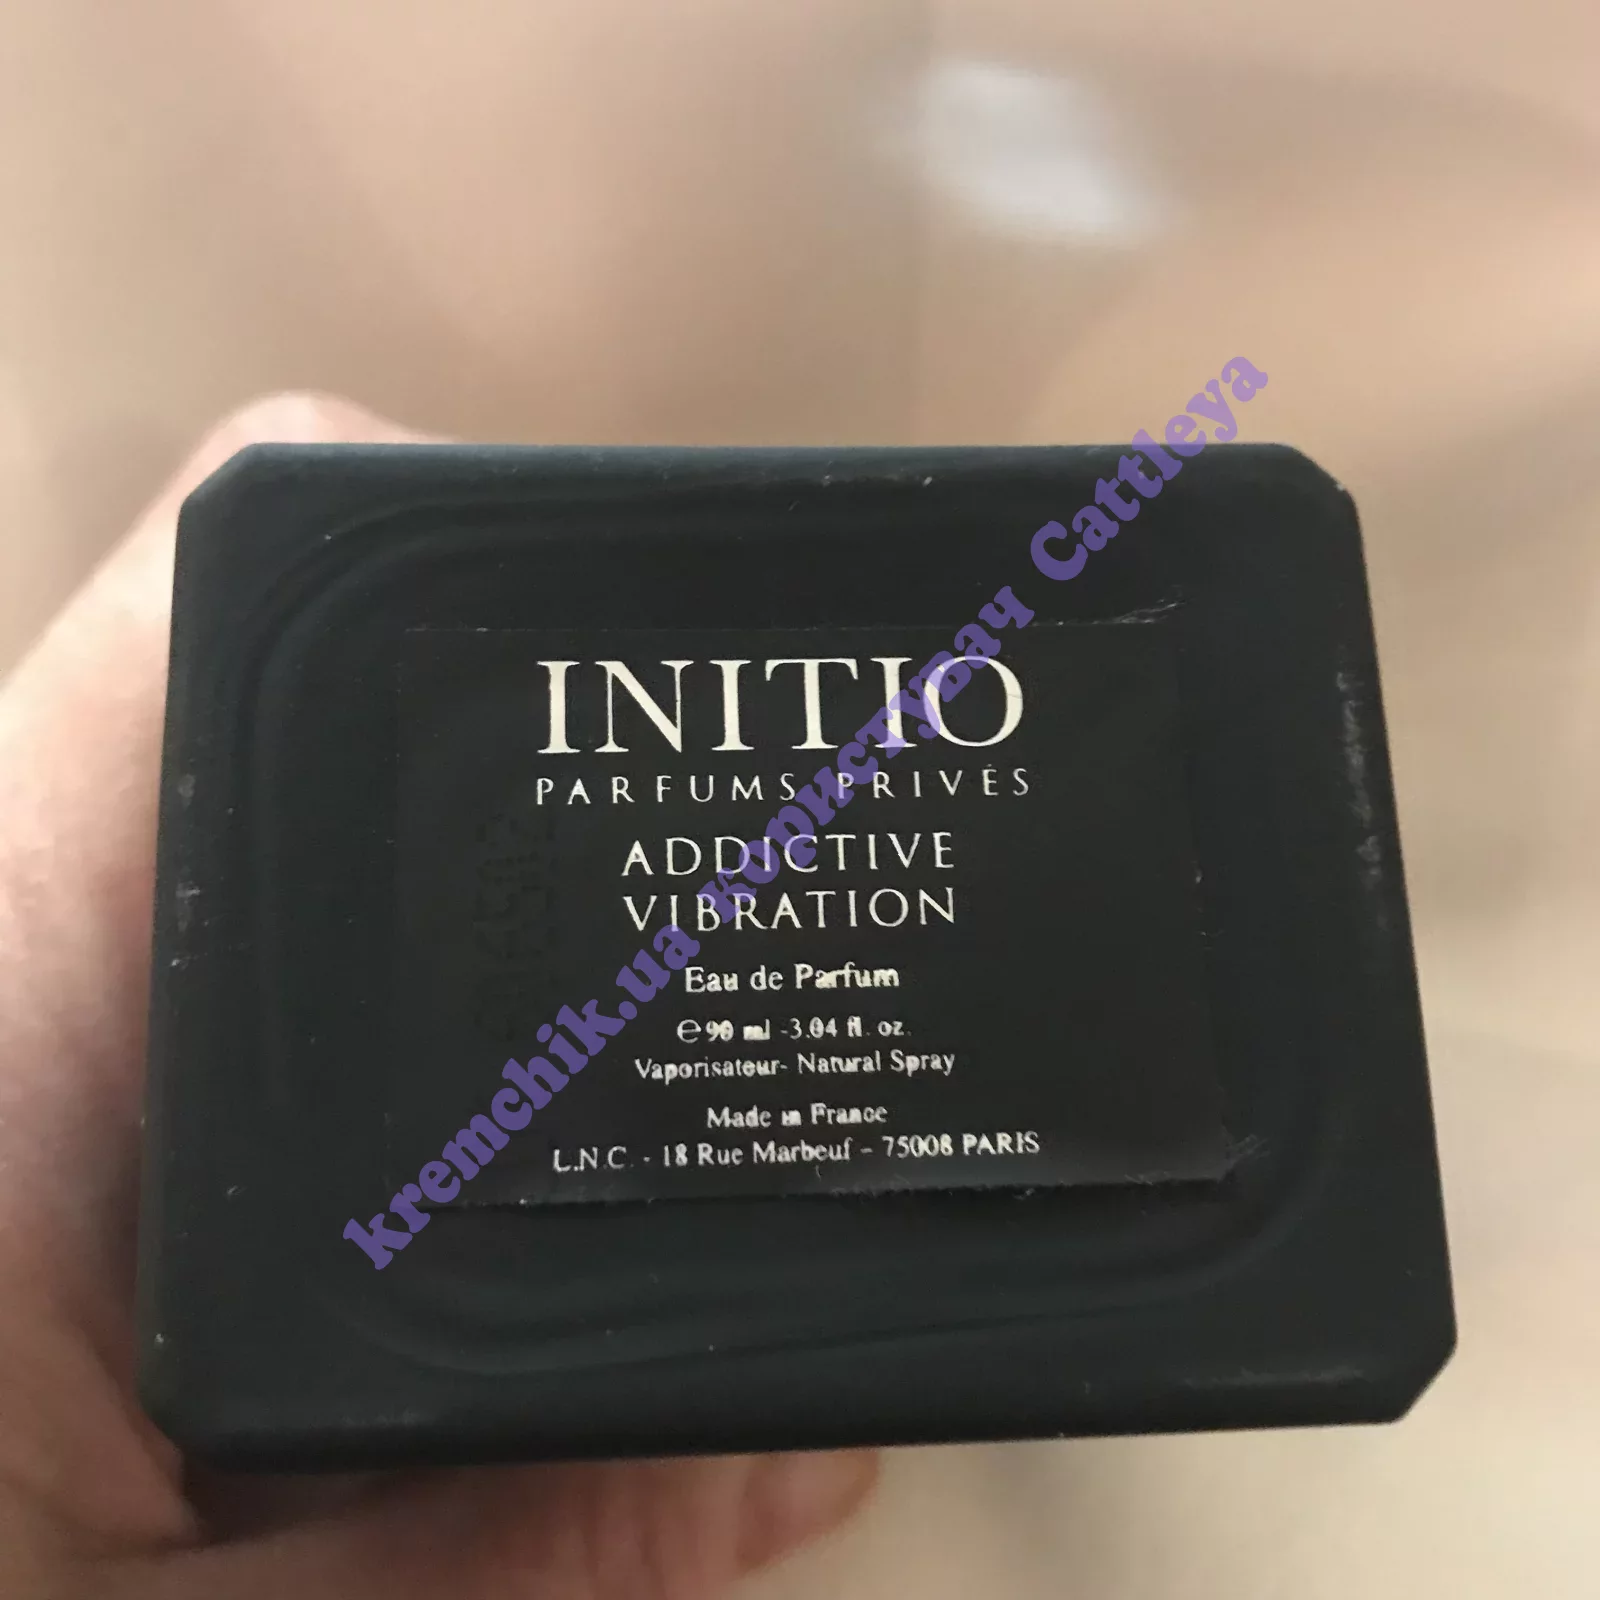 INITIO
PARFUMS PRIVÉS
ADDICTIVE
VIBRATION
Eau de Parfum
℮ 90 ml -3.04 fl. oz.
Vaporisateur- Natural Spray
Made in France
L.N.C. - 18 Rue Marbeuf - 75008 PARIS
kremchik.ua користувач Cattleya